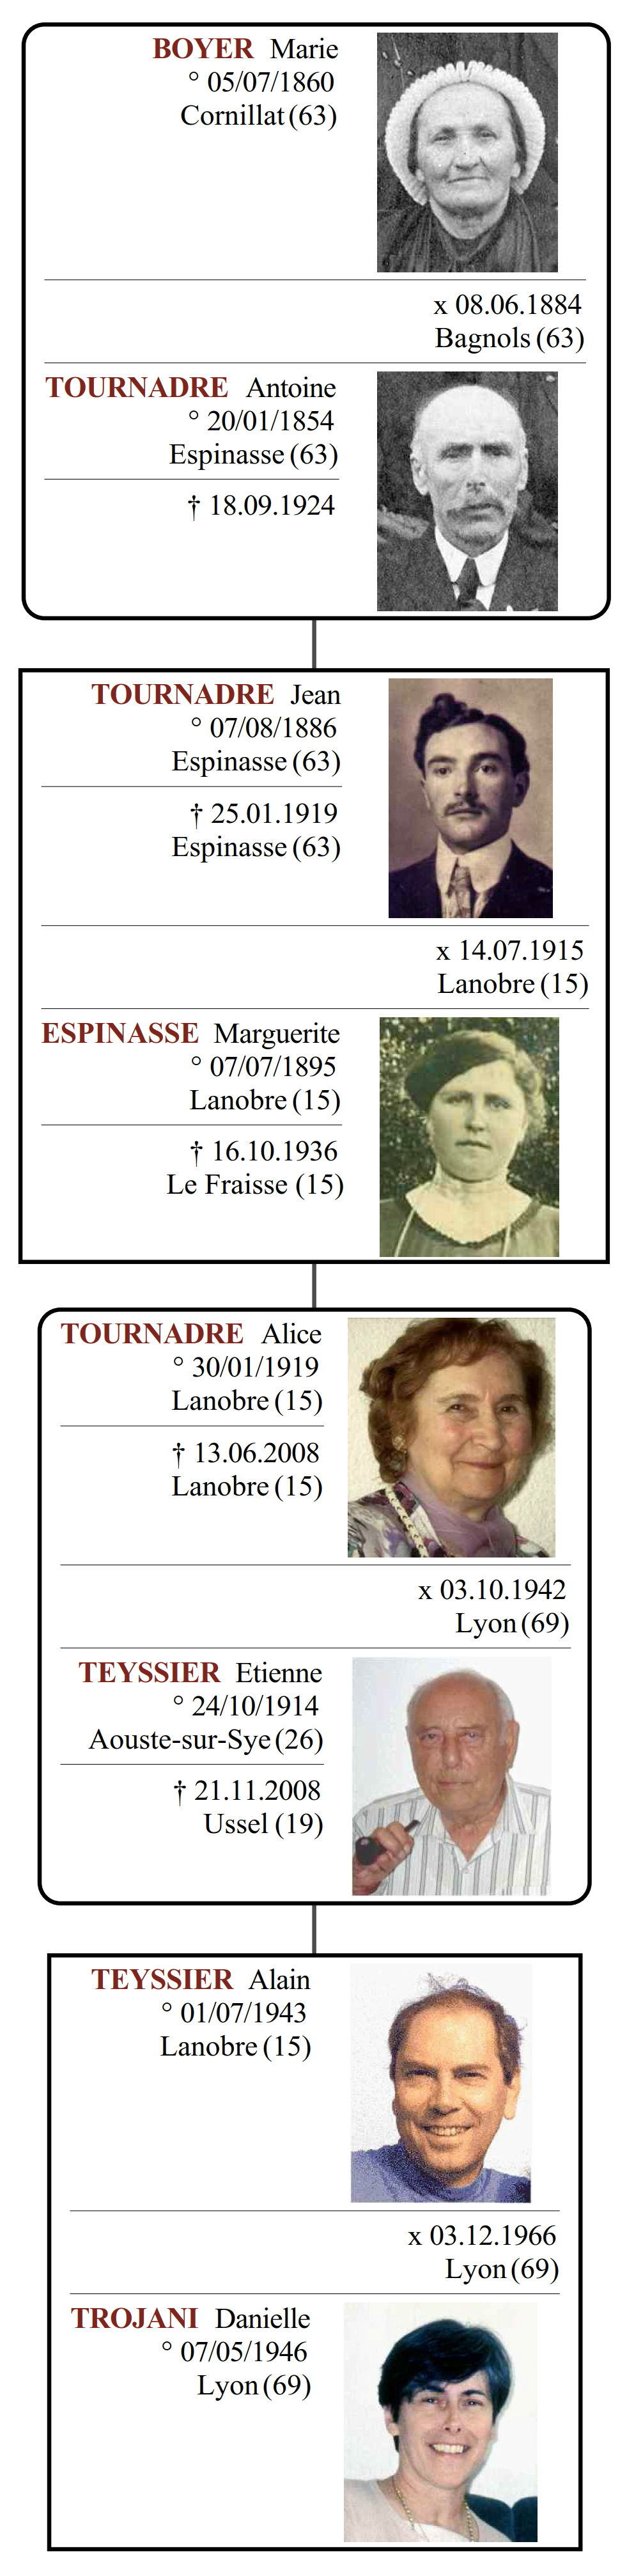 BOYER Marie
° 05/07/1860
Cornillat (63)
x 08.06.1884
Bagnols (63)
TOURNADRE Antoine
° 20/01/1854
Espinasse (63)
† 18.09.1924
TOURNADRE Jean
° 07/08/1886
Espinasse (63)
† 25.01.1919
Espinasse (63)
x 14.07.1915
Lanobre (15)
ESPINASSE Marguerite
° 07/07/1895
Lanobre (15)
† 16.10.1936
Le Fraisse (15)
TOURNADRE Alice
° 30/01/1919
Lanobre (15)
† 13.06.2008
Lanobre (15)
x 03.10.1942
Lyon (69)
TEYSSIER Etienne
° 24/10/1914
Aouste-sur-Sye (26)
† 21.11.2008
Ussel (19)
TEYSSIER Alain
° 01/07/1943
Lanobre (15)
x 03.12.1966
Lyon (69)
TROJANI Danielle
° 07/05/1946
Lyon (69)